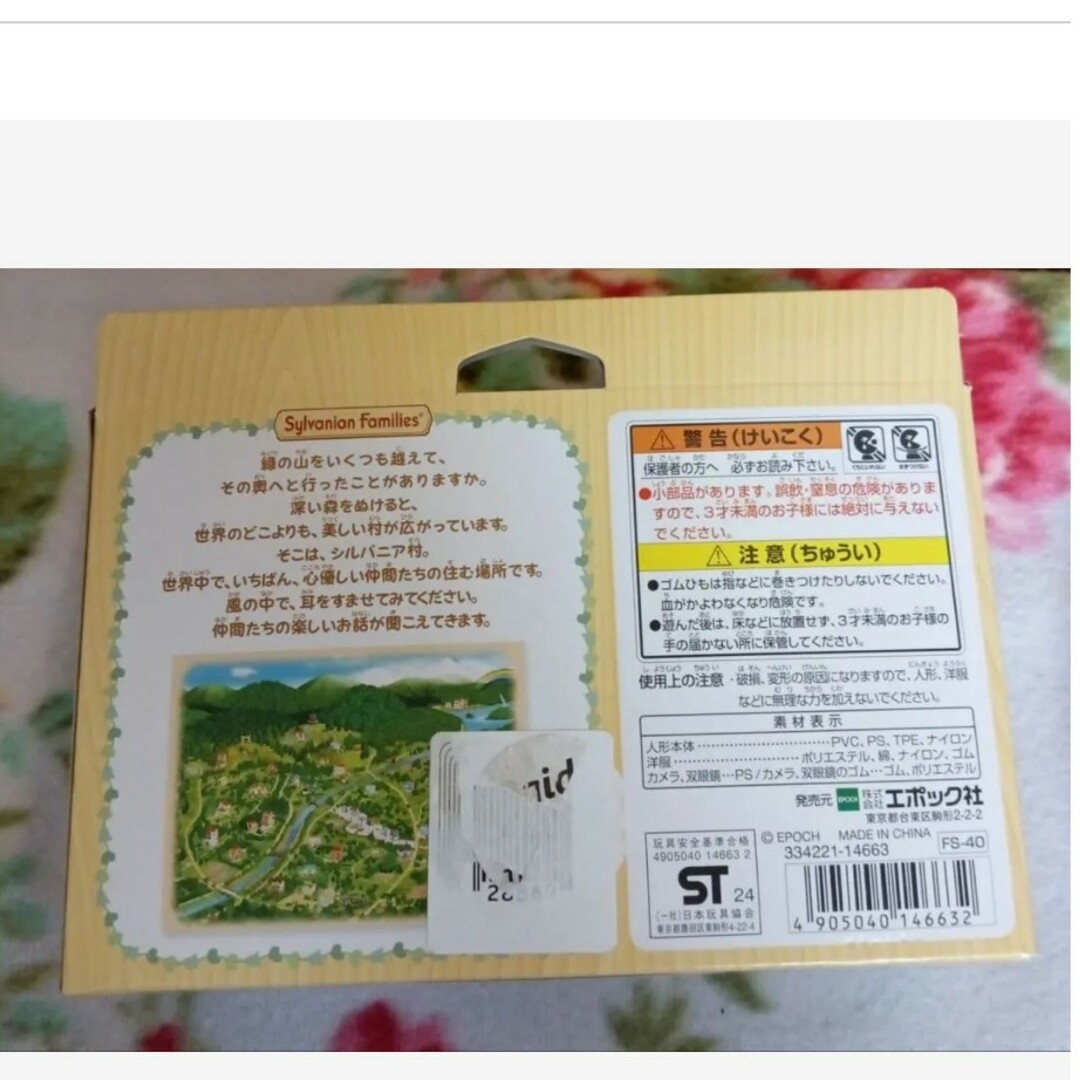 Sylvanian Families®
緑の山をいくつも越えて、
その奥へと行ったことがありますか。
深い森をぬけると、
世界のどこよりも、美しい村が広がっています。
そこは、シルバニア村。
世界中で、いちばん、心優しい仲間たちの住む場所です。
風の中で、耳をすませてみてください。
仲間たちの楽しいお話が聞こえてきます。
警告(けいこく)
保護者の方へ 必ずお読み下さい。
●小部品があります。誤飲・窒息の危険がありま
すので、3才未満のお子様には絶対に与えない
でください。
注意(ちゅうい)
●ゴムひもは指などに巻きつけたりしないでください。
血がかよわなくなり危険です。
●遊んだ後は、床などに放置せず、3才未満のお子様の
手の届かない所に保管してください。
使用上の注意・破損、変形の原因になりますので、人形、洋服
などに無理な力を加えないでください。
素材表示
人形本体…………………………PVC、PS、TPE、ナイロン
洋服…………………………ポリエステル、綿、ナイロン、ゴム
カメラ、双眼鏡…PS/カメラ、双眼鏡のゴム…ゴム、ポリエステル
発売元 EPOCH 株式会社エポック社
東京都台東区駒形2-2-2
玩具安全基準合格
4905040 14663 2
ST 24
(一社)日本玩具協会
東京都墨田区東駒形4-22-4
© EPOCH MADE IN CHINA
334221-14663
FS-40
4 905040 146632